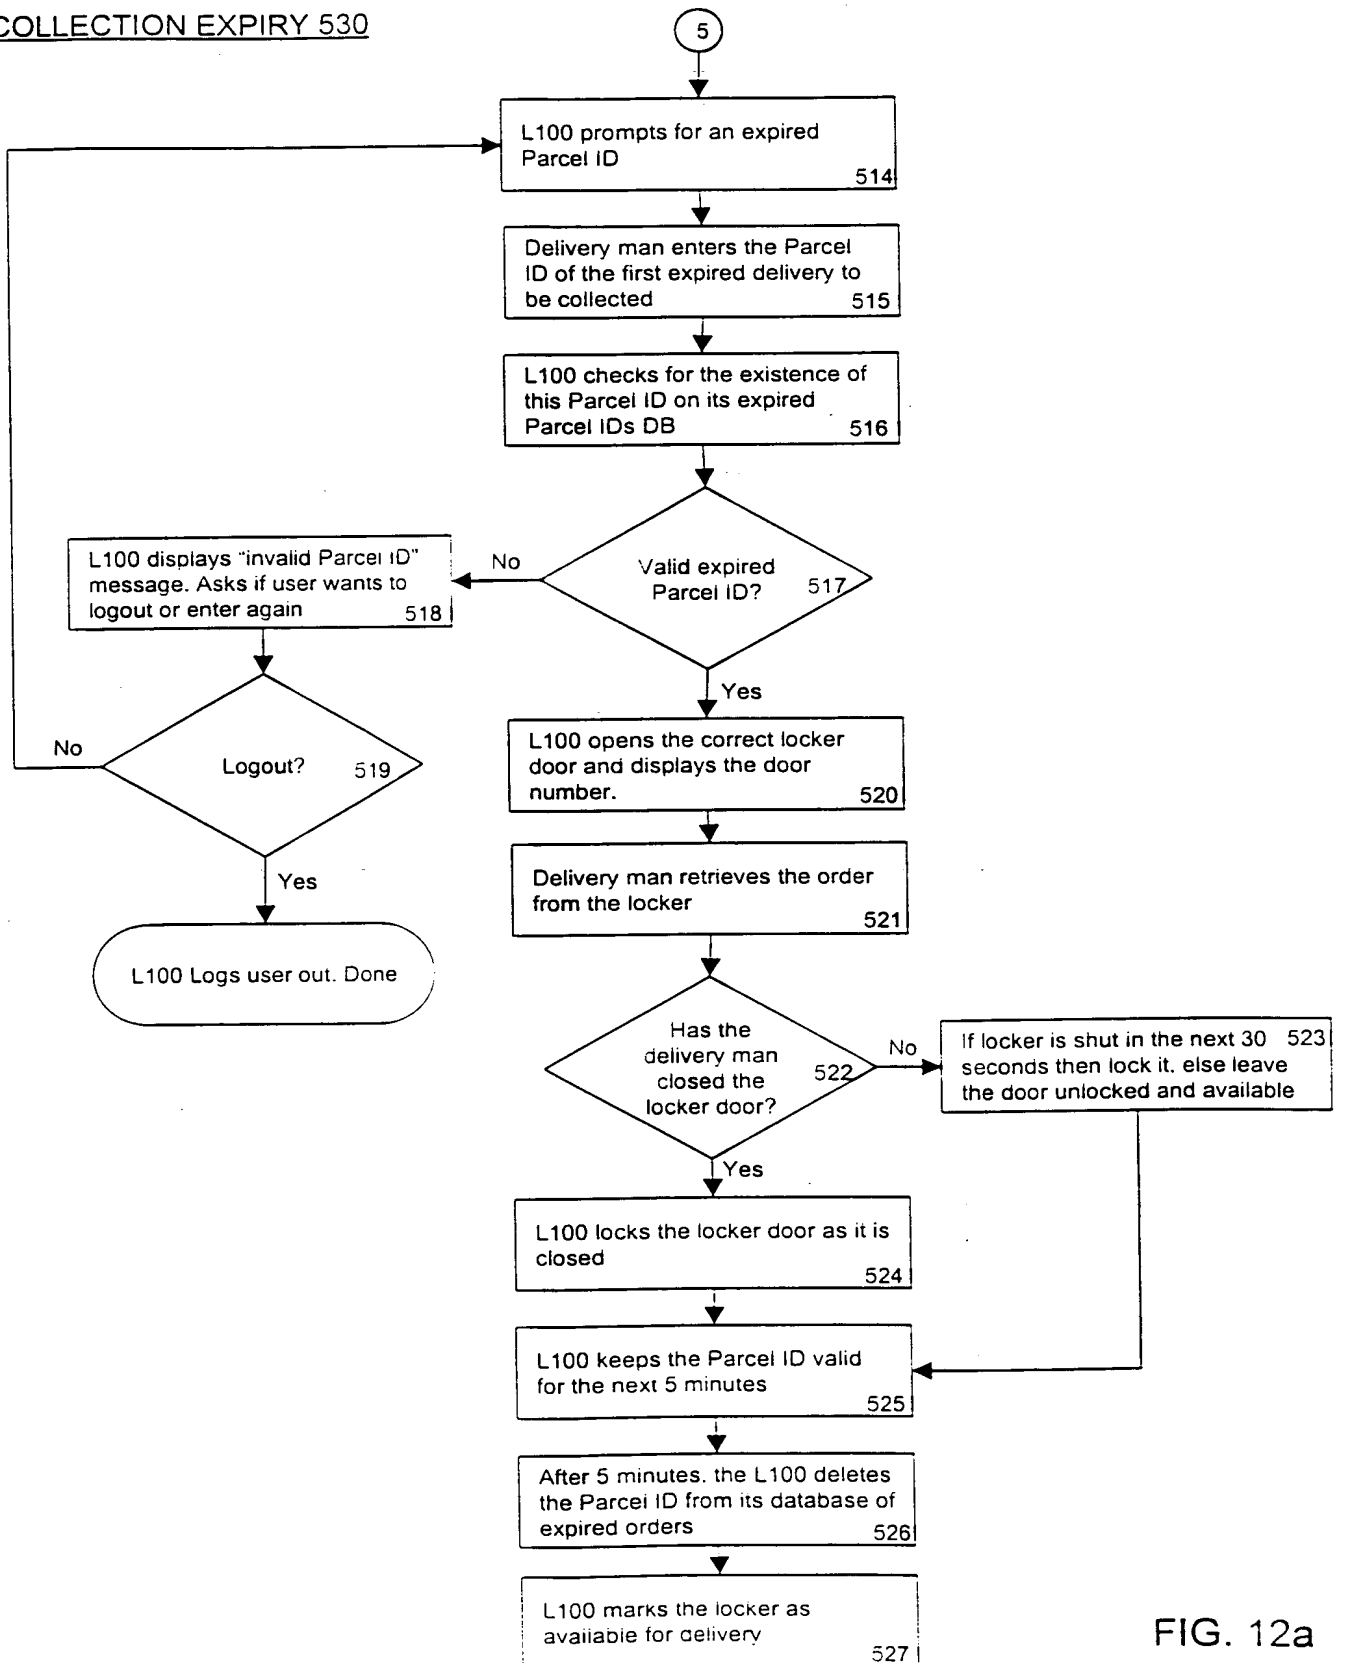 COLLECTION EXPIRY 530
5
L100 prompts for an expired
Parcel ID
514
Delivery man enters the Parcel
ID of the first expired delivery to
be collected 515
L100 checks for the existence of
this Parcel ID on its expired
Parcel IDs DB 516
Valid expired
Parcel ID? 517
No
L100 displays "invalid Parcel ID"
message. Asks if user wants to
logout or enter again 518
Logout? 519
No
Yes
L100 Logs user out. Done
Yes
L100 opens the correct locker
door and displays the door
number. 520
Delivery man retrieves the order
from the locker
521
Has the
delivery man
closed the
locker door?
522
No
If locker is shut in the next 30 523
seconds then lock it. else leave
the door unlocked and available
Yes
L100 locks the locker door as it is
closed
524
L100 keeps the Parcel ID valid
for the next 5 minutes
525
After 5 minutes. the L100 deletes
the Parcel ID from its database of
expired orders 526
L100 marks the locker as
available for delivery
527
FIG. 12a